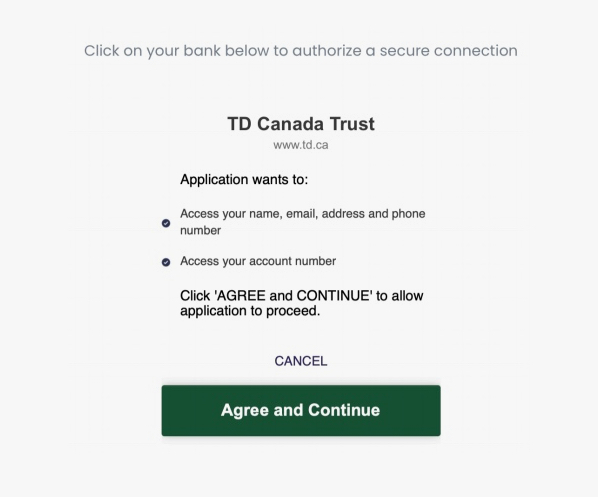 Click on your bank below to authorize a secure connection
TD Canada Trust
www.td.ca
Application wants to:
Access your name, email, address and phone
number
Access your account number
Click 'AGREE and CONTINUE' to allow
application to proceed.
CANCEL
Agree and Continue